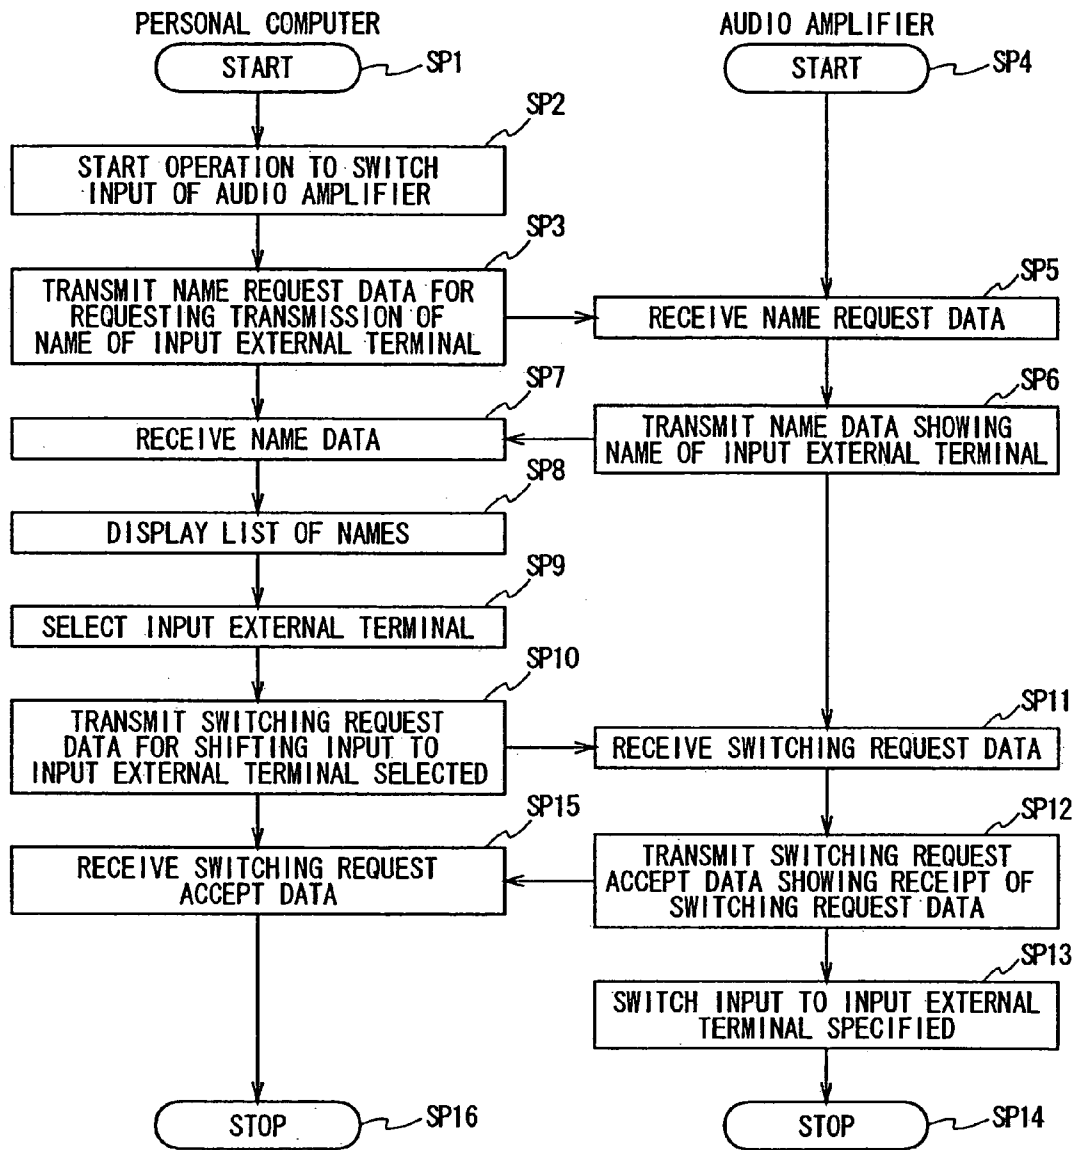 PERSONAL COMPUTER
START
SP1
SP2
START OPERATION TO SWITCH
INPUT OF AUDIO AMPLIFIER
SP3
TRANSMIT NAME REQUEST DATA FOR
REQUESTING TRANSMISSION OF
NAME OF INPUT EXTERNAL TERMINAL
SP7
RECEIVE NAME DATA
SP8
DISPLAY LIST OF NAMES
SP9
SELECT INPUT EXTERNAL TERMINAL
SP10
TRANSMIT SWITCHING REQUEST
DATA FOR SHIFTING INPUT TO
INPUT EXTERNAL TERMINAL SELECTED
SP15
RECEIVE SWITCHING REQUEST
ACCEPT DATA
STOP
SP16
AUDIO AMPLIFIER
START
SP4
SP5
RECEIVE NAME REQUEST DATA
SP6
TRANSMIT NAME DATA SHOWING
NAME OF INPUT EXTERNAL TERMINAL
SP11
RECEIVE SWITCHING REQUEST DATA
SP12
TRANSMIT SWITCHING REQUEST
ACCEPT DATA SHOWING RECEIPT OF
SWITCHING REQUEST DATA
SP13
SWITCH INPUT TO INPUT EXTERNAL
TERMINAL SPECIFIED
STOP
SP14